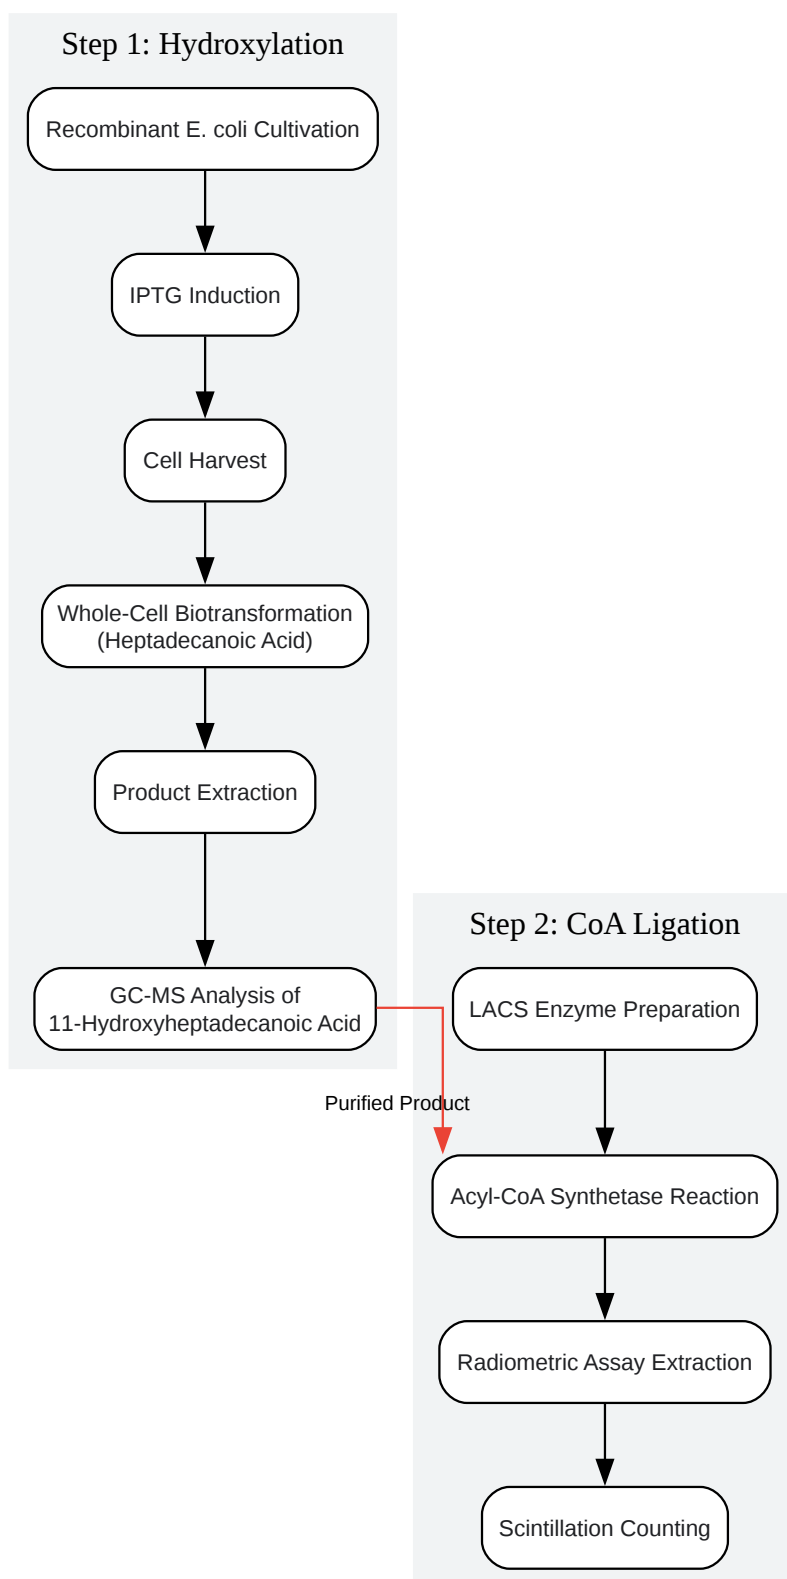 Step 1: Hydroxylation
Recombinant E. coli Cultivation
IPTG Induction
Cell Harvest
Whole-Cell Biotransformation
(Heptadecanoic Acid)
Product Extraction
GC-MS Analysis of
11-Hydroxyheptadecanoic Acid
Purified Product
Step 2: CoA Ligation
LACS Enzyme Preparation
Acyl-CoA Synthetase Reaction
Radiometric Assay Extraction
Scintillation Counting